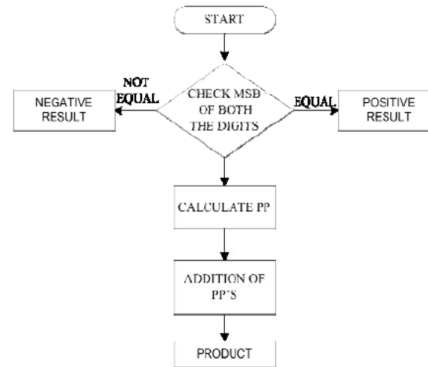 START
NOT
EQUAL
EQUAL
NEGATIVE
RESULT
CHECK MSB
OF BOTH
THE DIGITS
POSITIVE
RESULT
CALCULATE PP
ADDITION OF
PP'S
PRODUCT